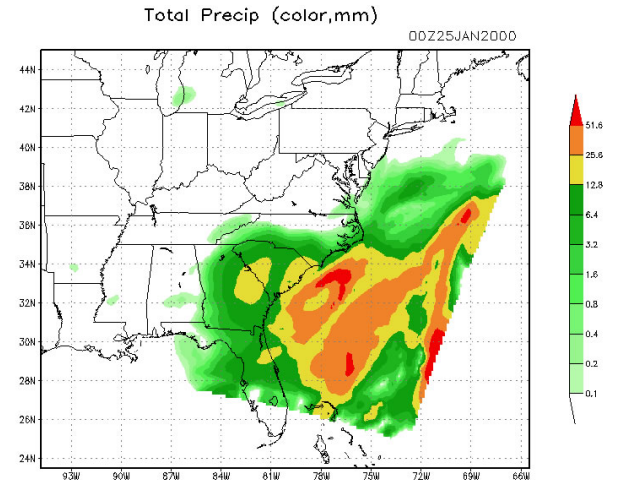 Total Precip (color,mm)
00Z25JAN2000
44N
42N
40N
38N
36N
34N
32N
30N
28N
26N
24N
93W 90W 87W 84W 81W 78W 75W 72W 69W 66W
51.6
25.6
12.8
6.4
3.2
1.6
0.8
0.4
0.2
0.1